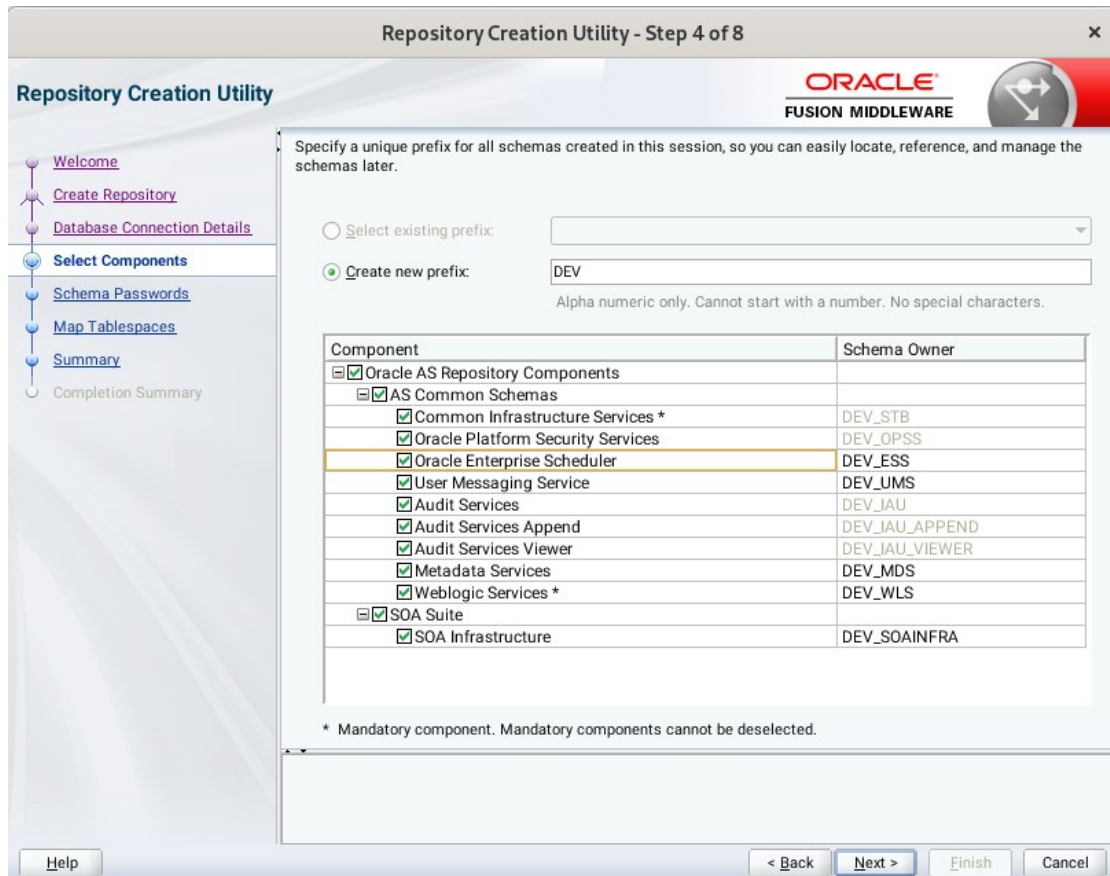 Repository Creation Utility - Step 4 of 8
×
Repository Creation Utility
ORACLE
FUSION MIDDLEWARE
Welcome
Create Repository
Database Connection Details
Select Components
Schema Passwords
Map Tablespaces
Summary
Completion Summary
Specify a unique prefix for all schemas created in this session, so you can easily locate, reference, and manage the
schemas later.
Select existing prefix:
Create new prefix: DEV
Alpha numeric only. Cannot start with a number. No special characters.
Component Schema Owner
Oracle AS Repository Components
AS Common Schemas
Common Infrastructure Services * DEV_STB
Oracle Platform Security Services DEV_OPSS
Oracle Enterprise Scheduler DEV_ESS
User Messaging Service DEV_UMS
Audit Services DEV_IAU
Audit Services Append DEV_IAU_APPEND
Audit Services Viewer DEV_IAU_VIEWER
Metadata Services DEV_MDS
Weblogic Services * DEV_WLS
SOA Suite
SOA Infrastructure DEV_SOAINFRA
* Mandatory component. Mandatory components cannot be deselected.
Help < Back Next > Finish Cancel